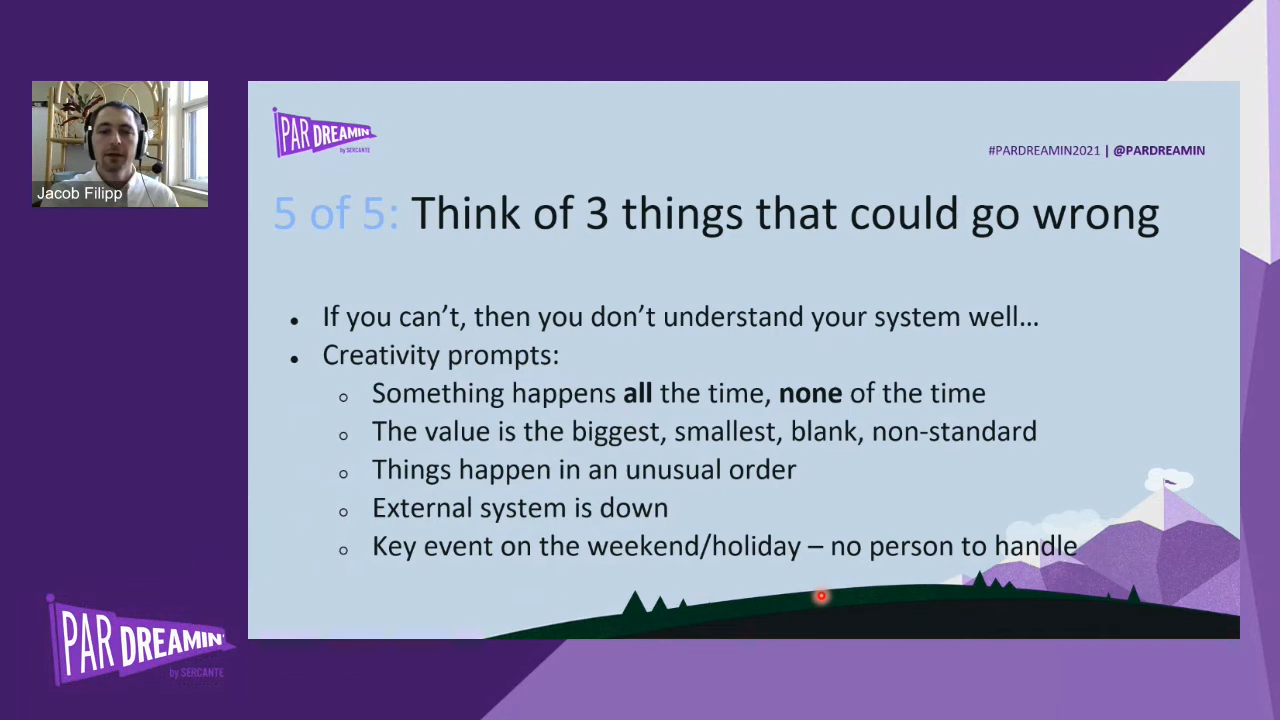 Jacob Filipp
PAR DREAMIN'
by SERCANTE
#PARDREAMIN2021 | @PARDREAMIN
5 of 5: Think of 3 things that could go wrong
● If you can’t, then you don’t understand your system well…
● Creativity prompts:
○ Something happens all the time, none of the time
○ The value is the biggest, smallest, blank, non-standard
○ Things happen in an unusual order
○ External system is down
○ Key event on the weekend/holiday – no person to handle
PAR DREAMIN'
by SERCANTE